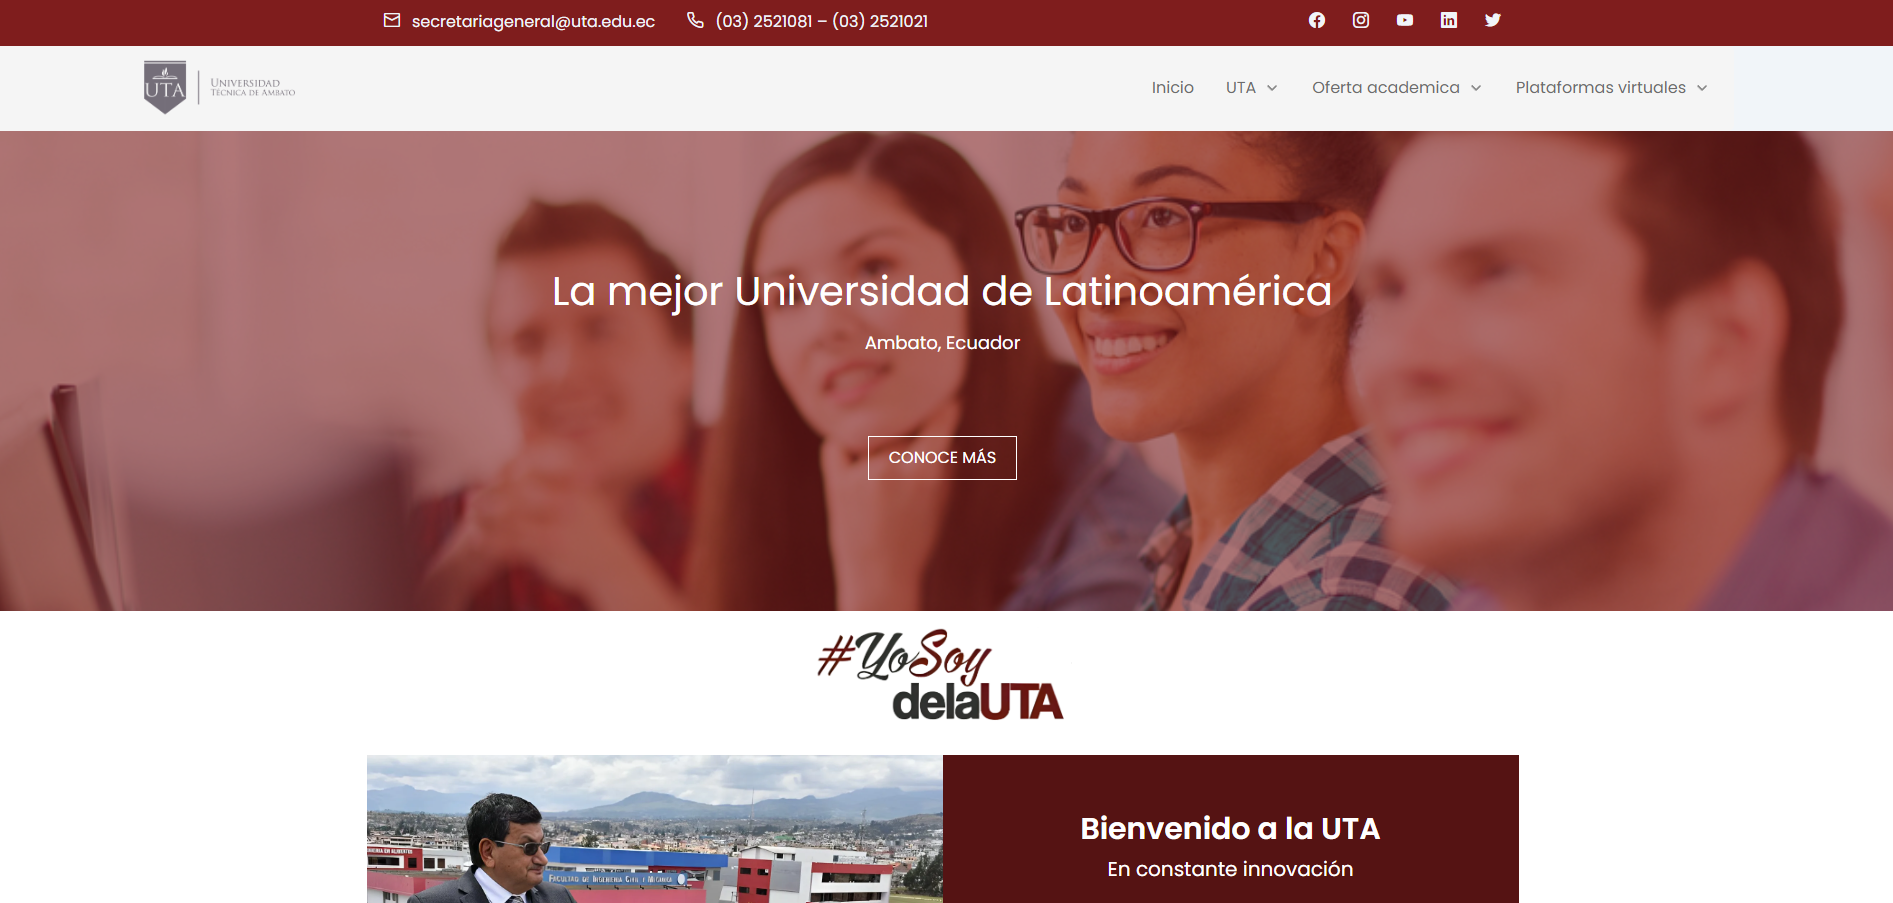 secretariageneral@uta.edu.ec (03) 2521081 – (03) 2521021
UTA
UNIVERSIDAD
TÉCNICA DE AMBATO
Inicio UTA Oferta academica Plataformas virtuales
La mejor Universidad de Latinoamérica
Ambato, Ecuador
CONOCE MÁS
#YoSoy
delaUTA
FACULTAD DE INGENIERÍA CIVIL Y MECÁNICA
Bienvenido a la UTA
En constante innovación